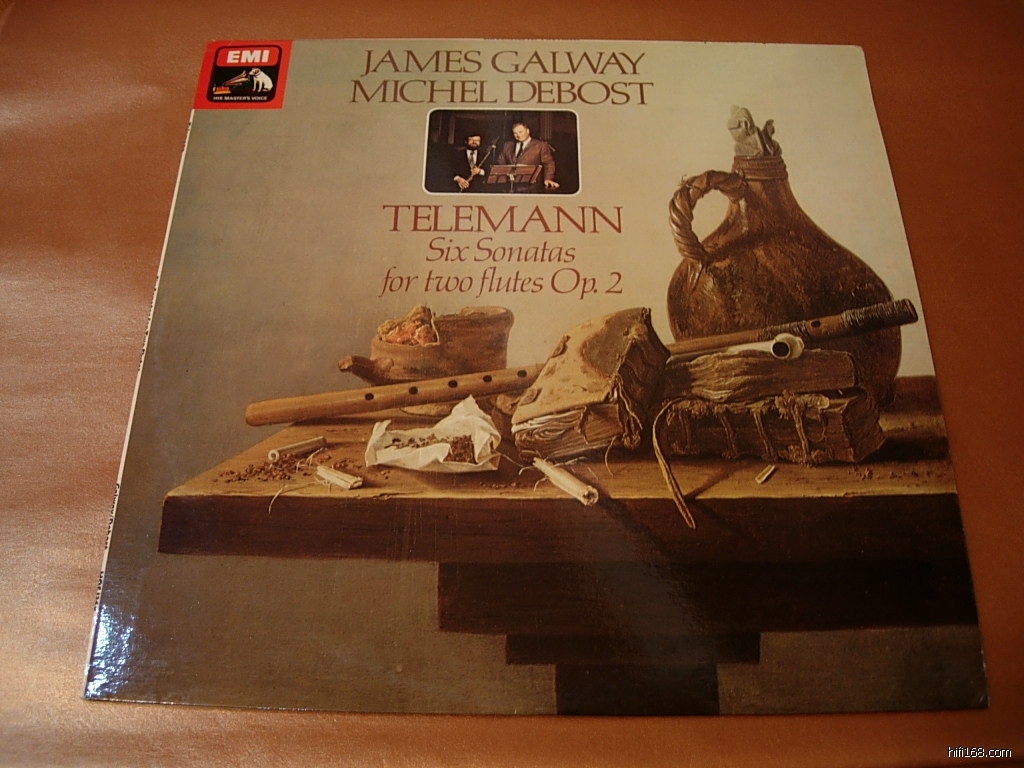 EMI
HIS MASTER'S VOICE
JAMES GALWAY
MICHEL DEBOST
TELEMANN
Six Sonatas
for two flutes Op. 2
hifi168.com